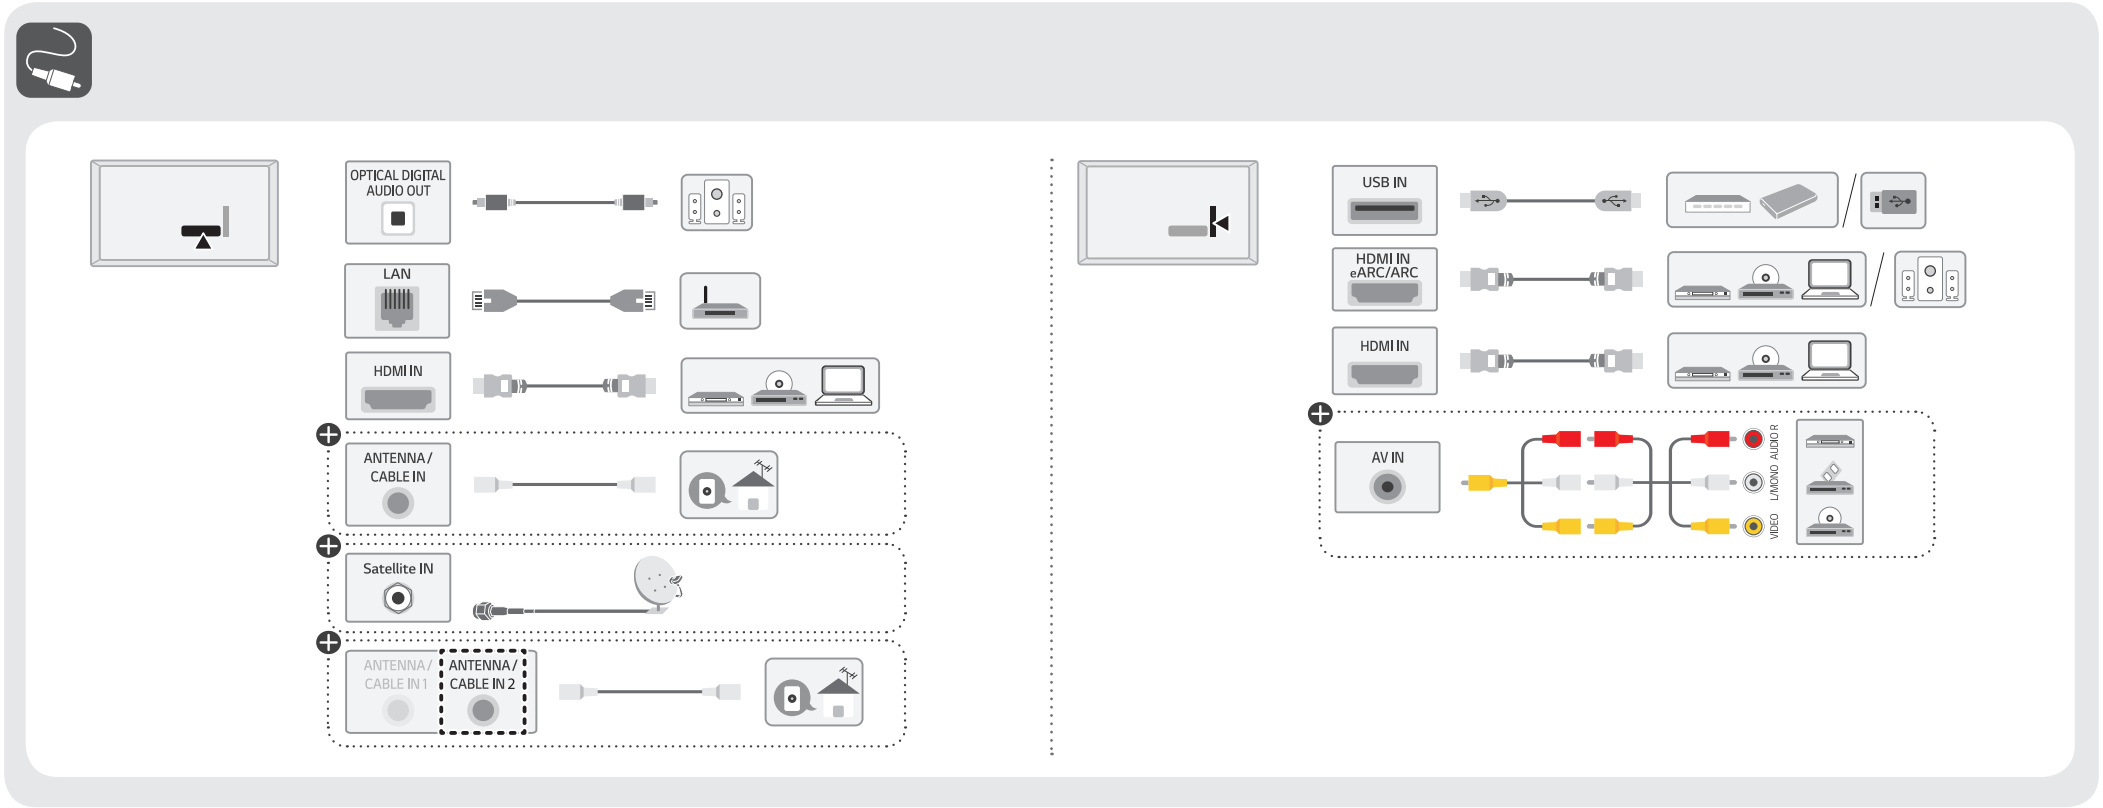 OPTICAL DIGITAL
AUDIO OUT
LAN
HDMI IN
ANTENNA /
CABLE IN
Satellite IN
ANTENNA /
CABLE IN 1
ANTENNA /
CABLE IN 2
USB IN
HDMI IN
eARC/ARC
HDMI IN
AV IN
AUDIO R
L/MONO
VIDEO